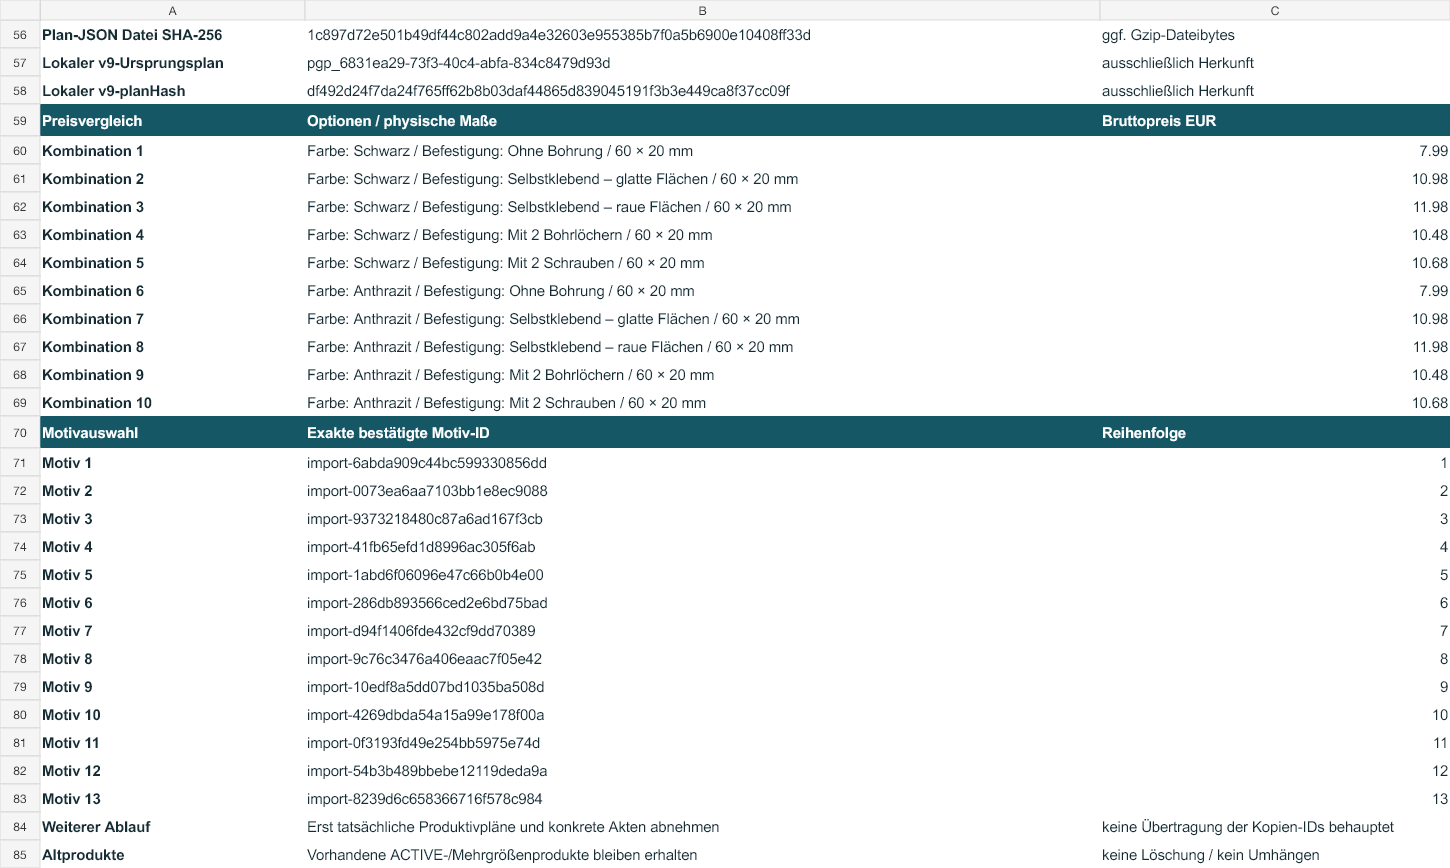 A B C
56 Plan-JSON Datei SHA-256 1c897d72e501b49df44c802add9a4e32603e955385b7f0a5b6900e10408ff33d ggf. Gzip-Dateibytes
57 Lokaler v9-Ursprungsplan pgp_6831ea29-73f3-40c4-abfa-834c8479d93d ausschließlich Herkunft
58 Lokaler v9-planHash df492d24f7da24f765ff62b8b03daf44865d839045191f3b3e449ca8f37cc09f ausschließlich Herkunft
59 Preisvergleich Optionen / physische Maße Bruttopreis EUR
60 Kombination 1 Farbe: Schwarz / Befestigung: Ohne Bohrung / 60 × 20 mm 7.99
61 Kombination 2 Farbe: Schwarz / Befestigung: Selbstklebend – glatte Flächen / 60 × 20 mm 10.98
62 Kombination 3 Farbe: Schwarz / Befestigung: Selbstklebend – raue Flächen / 60 × 20 mm 11.98
63 Kombination 4 Farbe: Schwarz / Befestigung: Mit 2 Bohrlöchern / 60 × 20 mm 10.48
64 Kombination 5 Farbe: Schwarz / Befestigung: Mit 2 Schrauben / 60 × 20 mm 10.68
65 Kombination 6 Farbe: Anthrazit / Befestigung: Ohne Bohrung / 60 × 20 mm 7.99
66 Kombination 7 Farbe: Anthrazit / Befestigung: Selbstklebend – glatte Flächen / 60 × 20 mm 10.98
67 Kombination 8 Farbe: Anthrazit / Befestigung: Selbstklebend – raue Flächen / 60 × 20 mm 11.98
68 Kombination 9 Farbe: Anthrazit / Befestigung: Mit 2 Bohrlöchern / 60 × 20 mm 10.48
69 Kombination 10 Farbe: Anthrazit / Befestigung: Mit 2 Schrauben / 60 × 20 mm 10.68
70 Motivauswahl Exakte bestätigte Motiv-ID Reihenfolge
71 Motiv 1 import-6abda909c44bc599330856dd 1
72 Motiv 2 import-0073ea6aa7103bb1e8ec9088 2
73 Motiv 3 import-9373218480c87a6ad167f3cb 3
74 Motiv 4 import-41fb65efd1d8996ac305f6ab 4
75 Motiv 5 import-1abd6f06096e47c66b0b4e00 5
76 Motiv 6 import-286db893566ced2e6bd75bad 6
77 Motiv 7 import-d94f1406fde432cf9dd70389 7
78 Motiv 8 import-9c76c3476a406eaac7f05e42 8
79 Motiv 9 import-10edf8a5dd07bd1035ba508d 9
80 Motiv 10 import-4269dbda54a15a99e178f00a 10
81 Motiv 11 import-0f3193fd49e254bb5975e74d 11
82 Motiv 12 import-54b3b489bbebe12119deda9a 12
83 Motiv 13 import-8239d6c658366716f578c984 13
84 Weiterer Ablauf Erst tatsächliche Produktivpläne und konkrete Akten abnehmen keine Übertragung der Kopien-IDs behauptet
85 Altprodukte Vorhandene ACTIVE-/Mehrgrößenprodukte bleiben erhalten keine Löschung / kein Umhängen